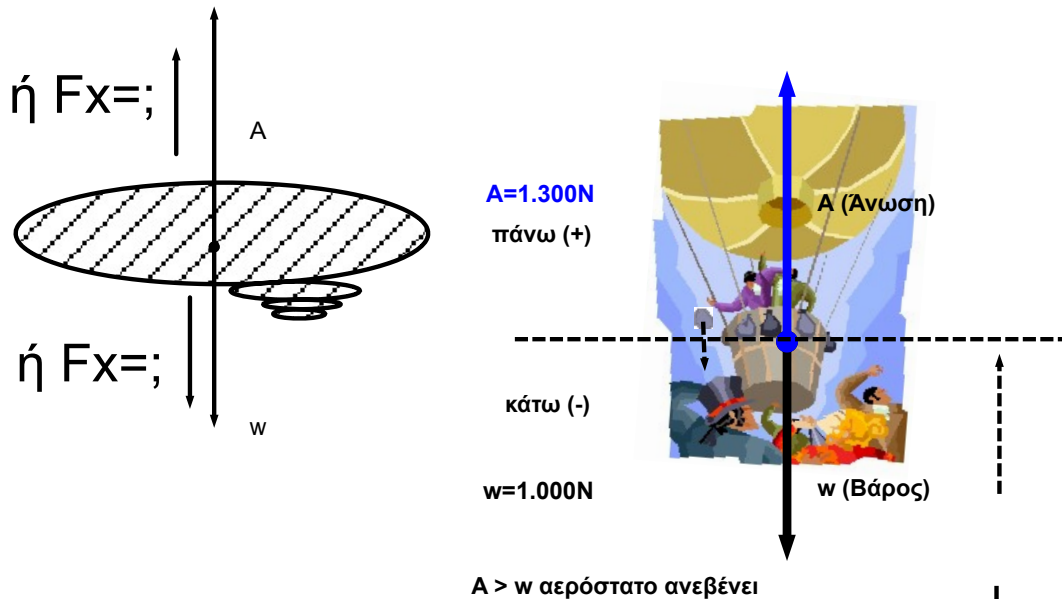 ή Fx=;
A
ή Fx=;
w
A=1.300N
πάνω (+)
A (Άνωση)
κάτω (-)
w=1.000N
w (Βάρος)
A > w αερόστατο ανεβένει